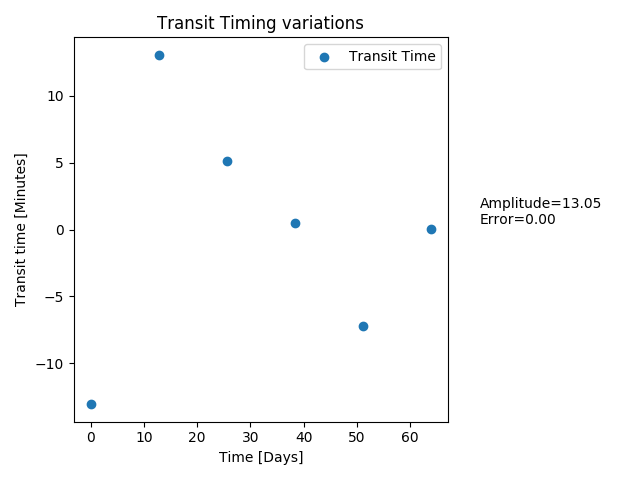 Transit Timing variations
Transit Time
10
5
0
−5
−10
Transit time [Minutes]
0 10 20 30 40 50 60
Time [Days]
Amplitude=13.05
Error=0.00